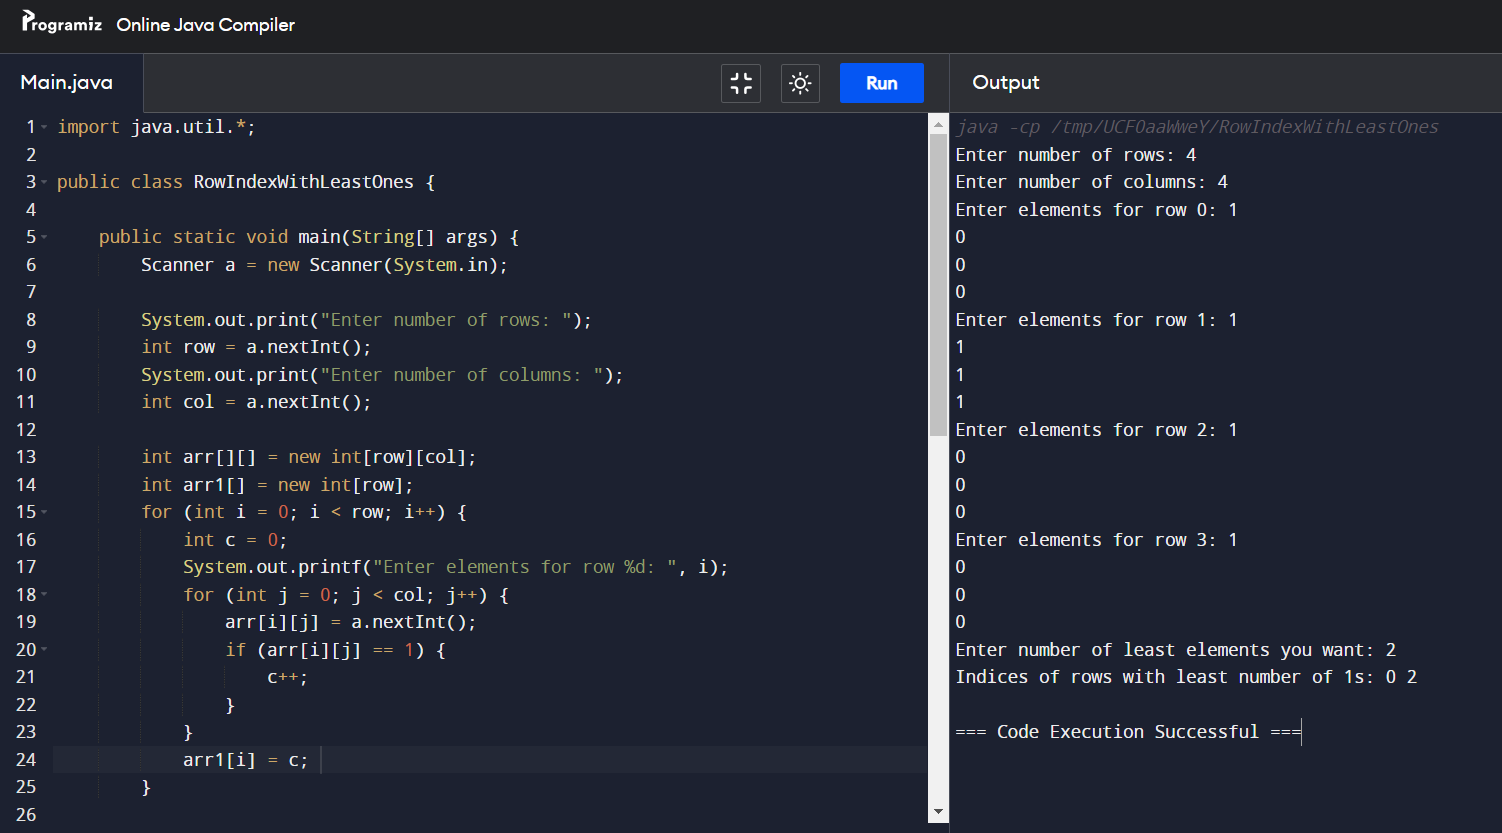 Programiz Online Java Compiler
Main.java
Run
1 import java.util.*;
2
3 public class RowIndexWithLeastOnes {
4
5     public static void main(String[] args) {
6         Scanner a = new Scanner(System.in);
7
8         System.out.print("Enter number of rows: ");
9         int row = a.nextInt();
10         System.out.print("Enter number of columns: ");
11         int col = a.nextInt();
12
13         int arr[][] = new int[row][col];
14         int arr1[] = new int[row];
15         for (int i = 0; i < row; i++) {
16             int c = 0;
17             System.out.printf("Enter elements for row %d: ", i);
18             for (int j = 0; j < col; j++) {
19                 arr[i][j] = a.nextInt();
20                 if (arr[i][j] == 1) {
21                     c++;
22                 }
23             }
24             arr1[i] = c;
25         }
26
Output
java -cp /tmp/UCFOaaWweY/RowIndexWithLeastOnes
Enter number of rows: 4
Enter number of columns: 4
Enter elements for row 0: 1
0
0
0
Enter elements for row 1: 1
1
1
1
Enter elements for row 2: 1
0
0
0
Enter elements for row 3: 1
0
0
0
Enter number of least elements you want: 2
Indices of rows with least number of 1s: 0 2
=== Code Execution Successful ===